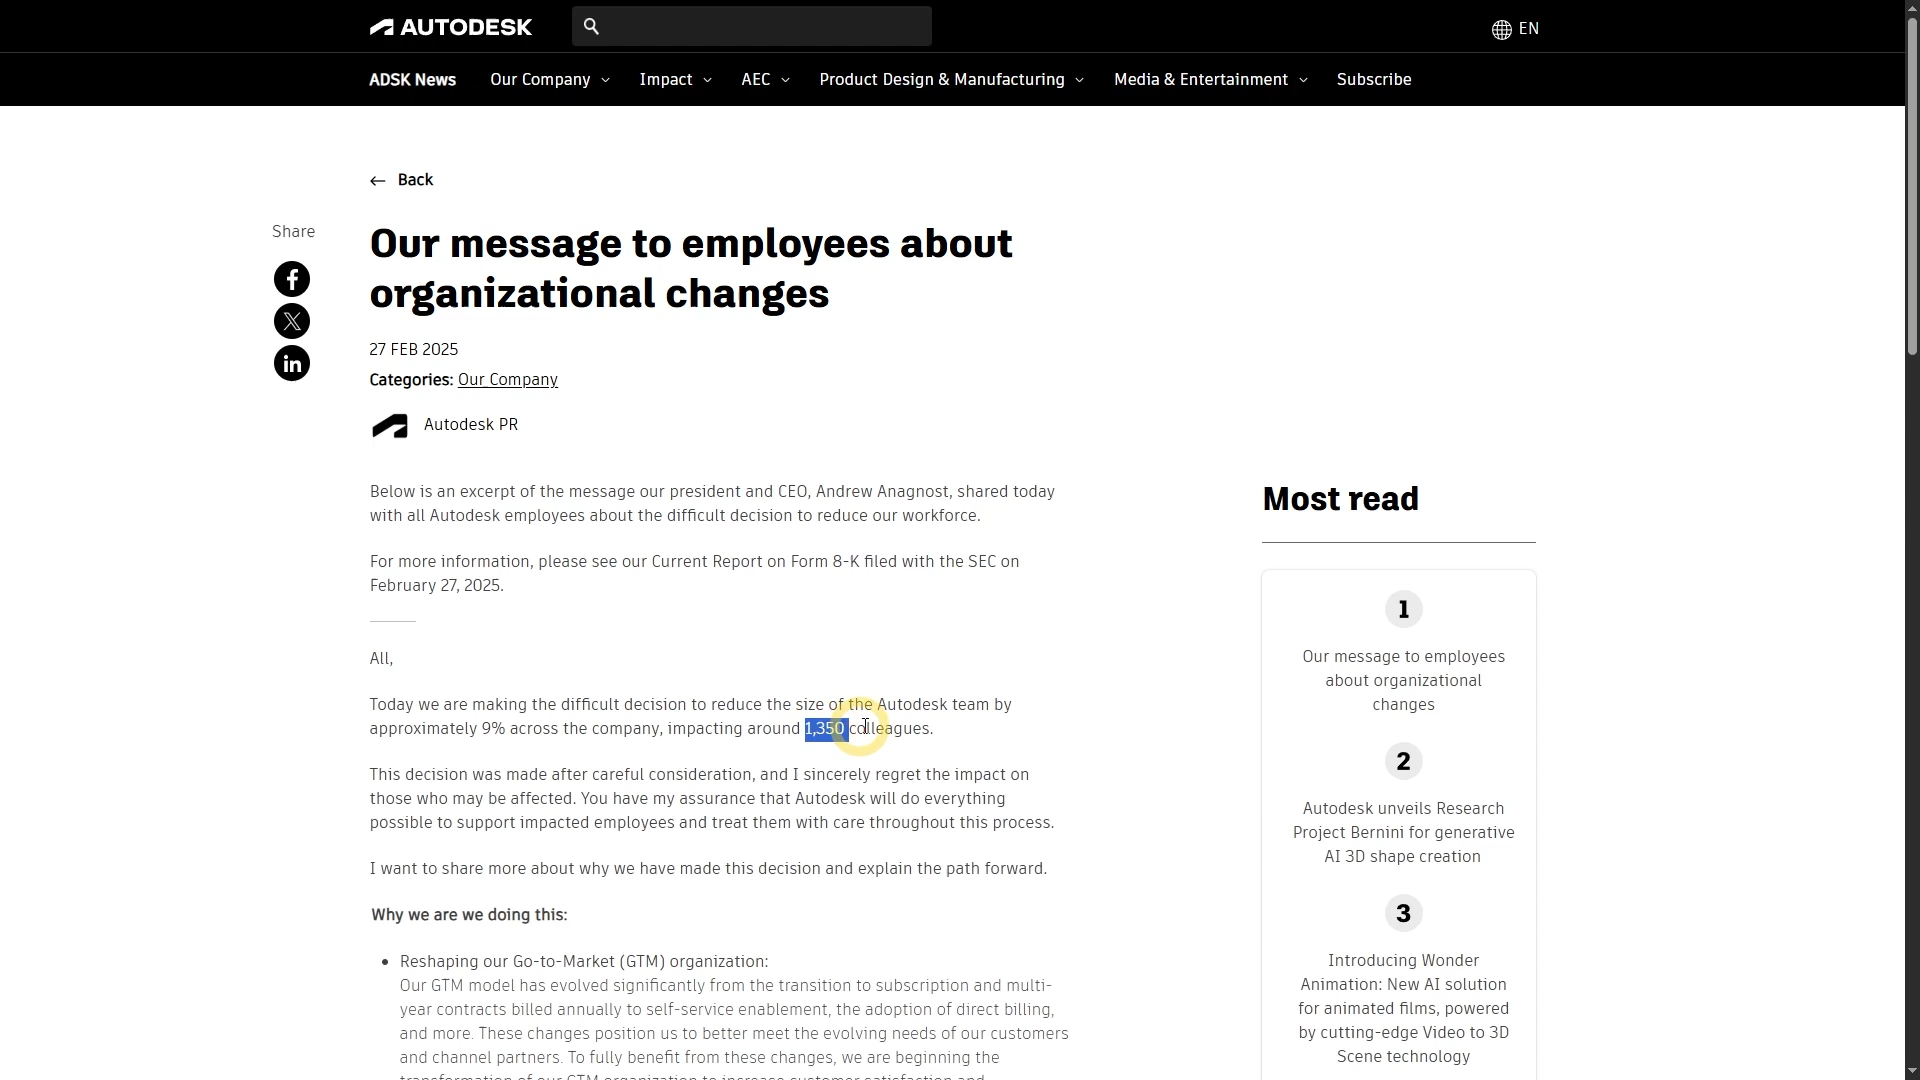 AUTODESK
EN
ADSK News Our Company Impact AEC Product Design & Manufacturing Media & Entertainment Subscribe
Back
Share
Our message to employees about
organizational changes
27 FEB 2025
Categories: Our Company
Autodesk PR
Below is an excerpt of the message our president and CEO, Andrew Anagnost, shared today
with all Autodesk employees about the difficult decision to reduce our workforce.
For more information, please see our Current Report on Form 8-K filed with the SEC on
February 27, 2025.
All,
Today we are making the difficult decision to reduce the size of the Autodesk team by
approximately 9% across the company, impacting around 1,350 colleagues.
This decision was made after careful consideration, and I sincerely regret the impact on
those who may be affected. You have my assurance that Autodesk will do everything
possible to support impacted employees and treat them with care throughout this process.
I want to share more about why we have made this decision and explain the path forward.
Why we are we doing this:
• Reshaping our Go-to-Market (GTM) organization:
Our GTM model has evolved significantly from the transition to subscription and multi-
year contracts billed annually to self-service enablement, the adoption of direct billing,
and more. These changes position us to better meet the evolving needs of our customers
and channel partners. To fully benefit from these changes, we are beginning the
transformation of our GTM organization to increase customer satisfaction and
Most read
1
Our message to employees
about organizational
changes
2
Autodesk unveils Research
Project Bernini for generative
AI 3D shape creation
3
Introducing Wonder
Animation: New AI solution
for animated films, powered
by cutting-edge Video to 3D
Scene technology